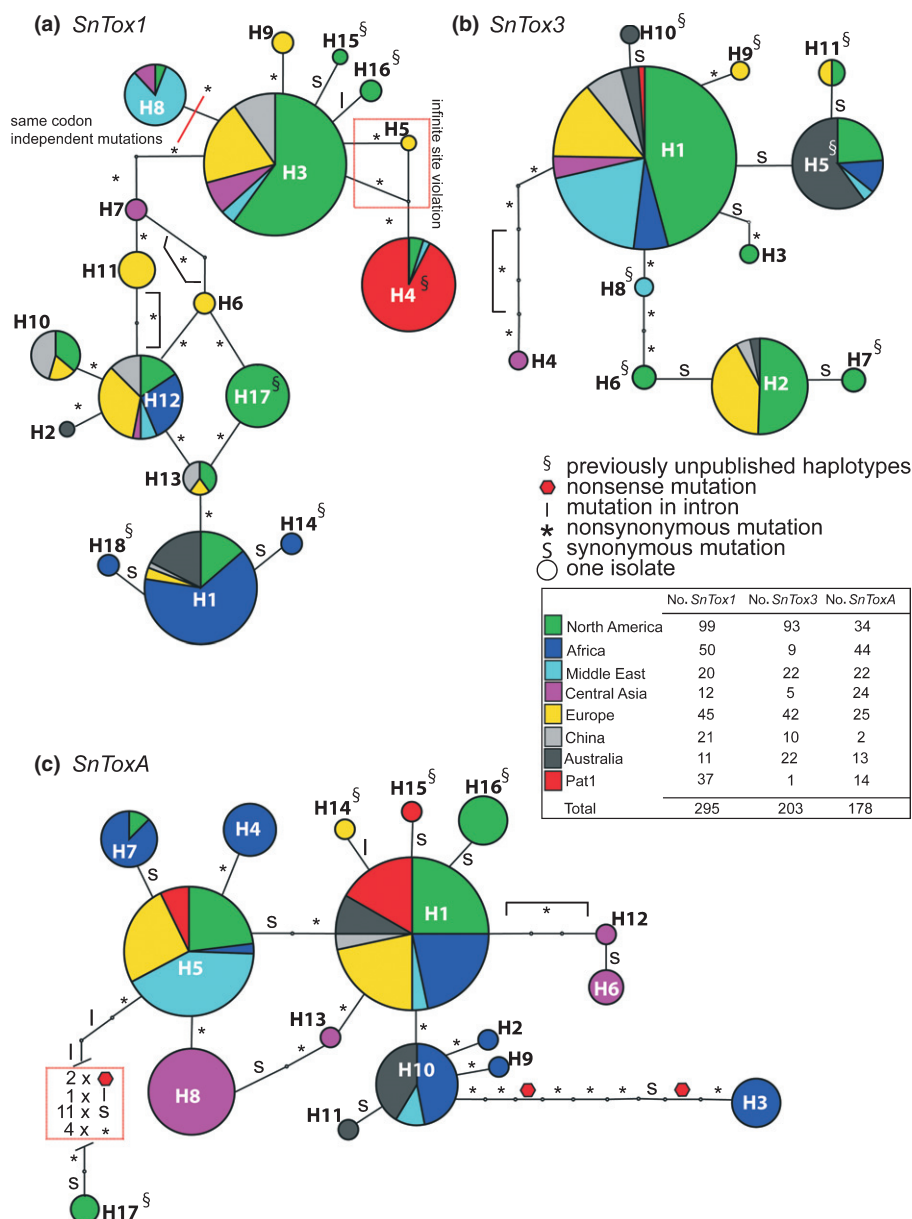 (a) SnTox1
H9
H15§
H16§
H8
same codon
independent mutations
H3
H5
infinite site violation
H7
H11
H6
H4§
H10
H12
H17§
H2
H13
H18§
H14§
H1
* * S I * * * * * * * * * * * * * * * * S S
(b) SnTox3
H10§
H9§
H11§
H1
H5§
H3
H8§
H4
H6§
H2
H7§
S * S S S * * * * * * S S
§ previously unpublished haplotypes
nonsense mutation
I mutation in intron
* nonsynonymous mutation
S synonymous mutation
one isolate
No. SnTox1 No. SnTox3 No. SnToxA
North America 99 93 34
Africa 50 9 44
Middle East 20 22 22
Central Asia 12 5 24
Europe 45 42 25
China 21 10 2
Australia 11 22 13
Pat1 37 1 14
Total 295 203 178
(c) SnToxA
H7
H4
H14§
H15§
H16§
H5
H1
H12
H6
H13
H8
H10
H2
H9
H11
H3
S * I S S S * * S * I I * S * * * * * S * * * * * S *
2 x
1 x I
11 x S
4 x *
*
S
H17§